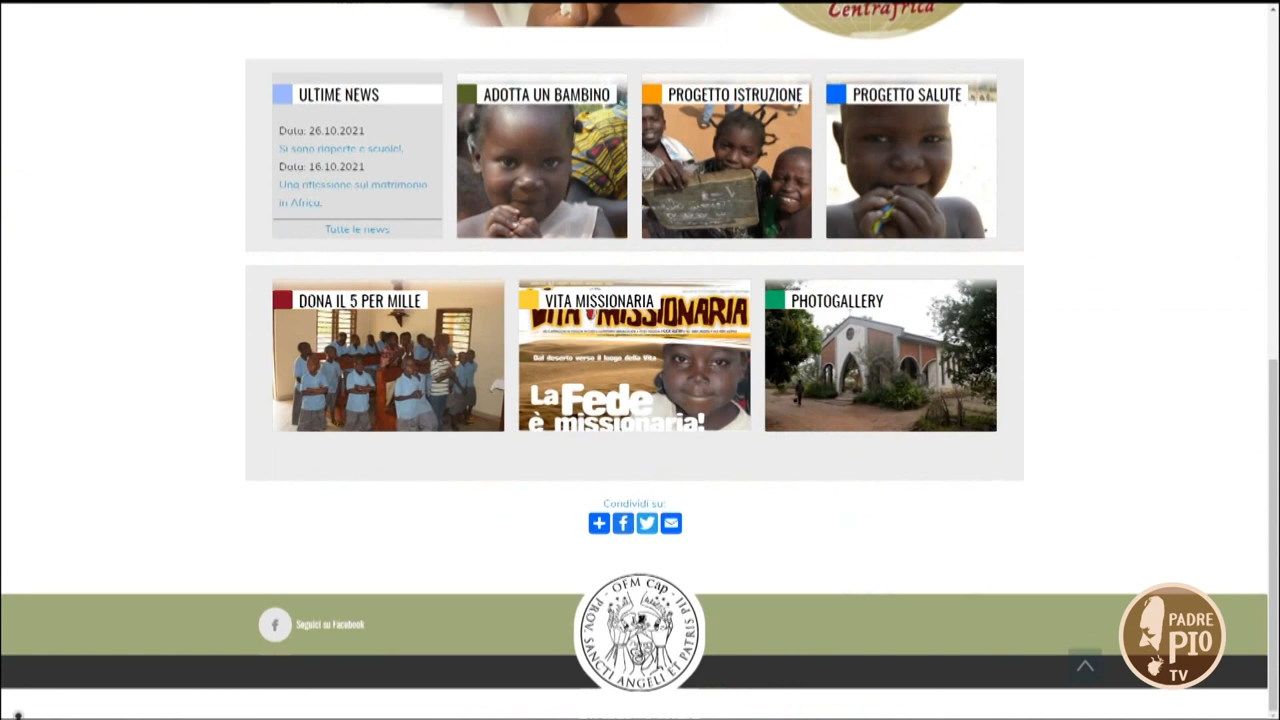 Centrafrica
ULTIME NEWS
Data: 26.10.2021
Si sono riaperte e scuole!.
Data: 16.10.2021
Una riflessione sul matrimonio
in Africa.
Tutte le news
ADOTTA UN BAMBINO
PROGETTO ISTRUZIONE
PROGETTO SALUTE
DONA IL 5 PER MILLE
VITA MISSIONARIA
VITA MISSIONARIA
Dal deserto verso il luogo della Vita
La Fede
è missionaria!
PHOTOGALLERY
Condividi su:
Seguici su Facebook
PROV. SANCTI ANGELI ET PATRIS PII - OFM Cap -
PADRE
PIO
TV